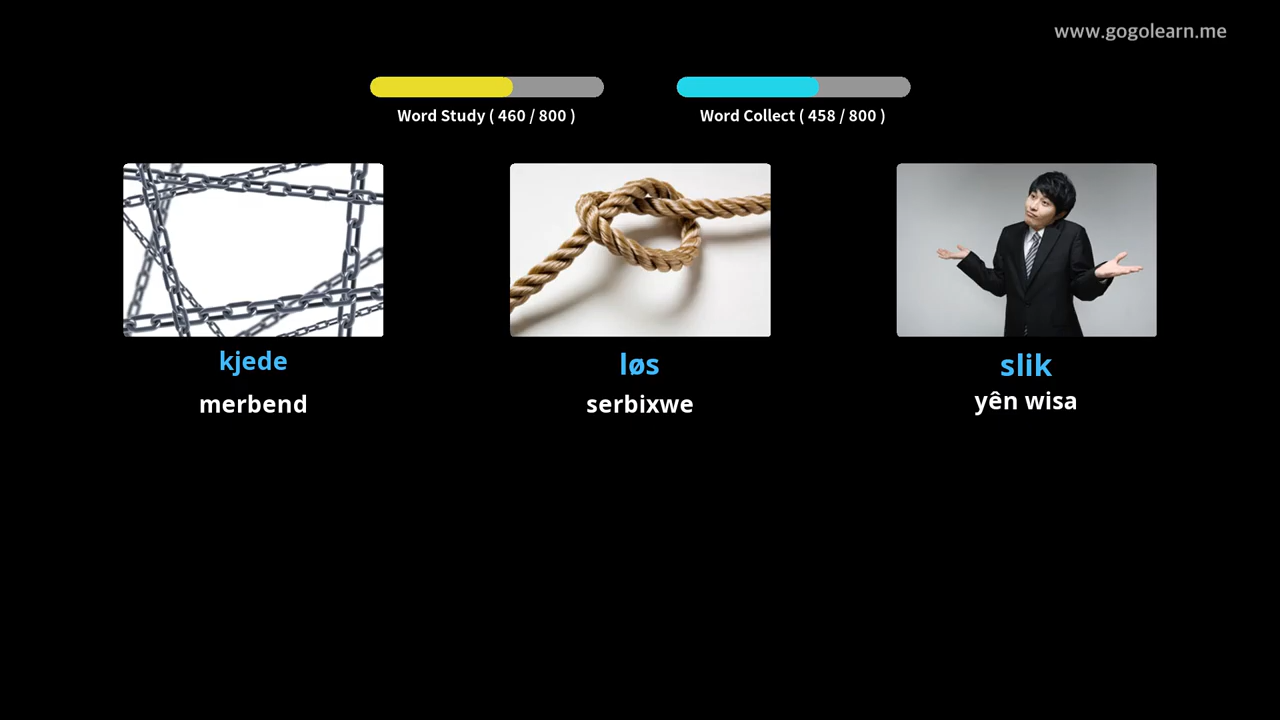 www.gogolearn.me
Word Study ( 460 / 800 )
Word Collect ( 458 / 800 )
kjede
merbend
løs
serbixwe
slik
yên wisa